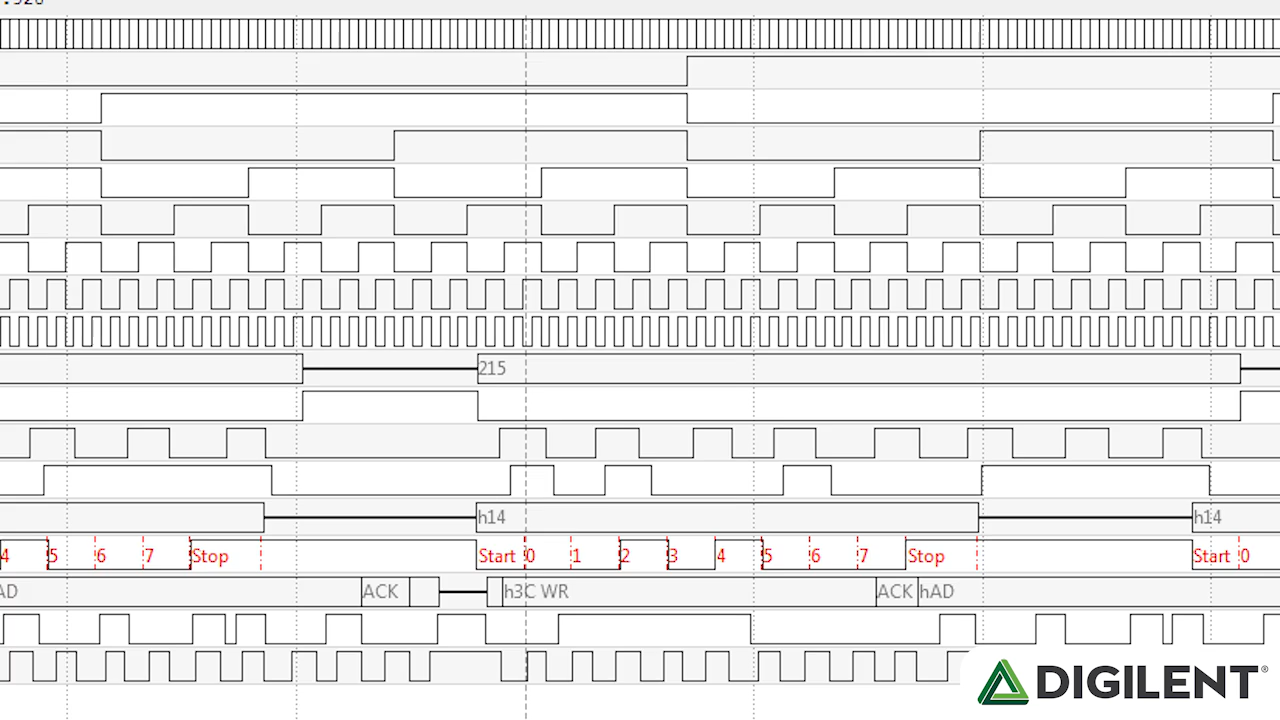 215
h14 h14
4 5 6 7 Stop Start 0 1 2 3 4 5 6 7 Stop Start 0
AD ACK h3C WR ACK hAD
DIGILENT®